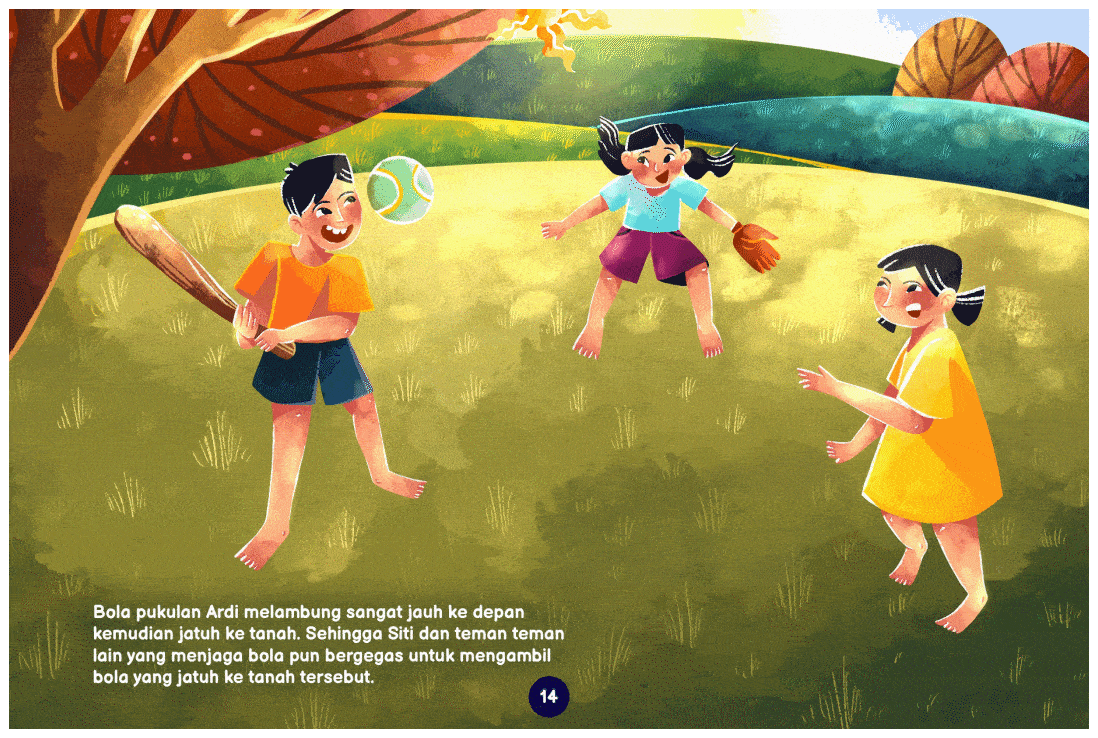 Bola pukulan Ardi melambung sangat jauh ke depan
kemudian jatuh ke tanah. Sehingga Siti dan teman teman
lain yang menjaga bola pun bergegas untuk mengambil
bola yang jatuh ke tanah tersebut.
14